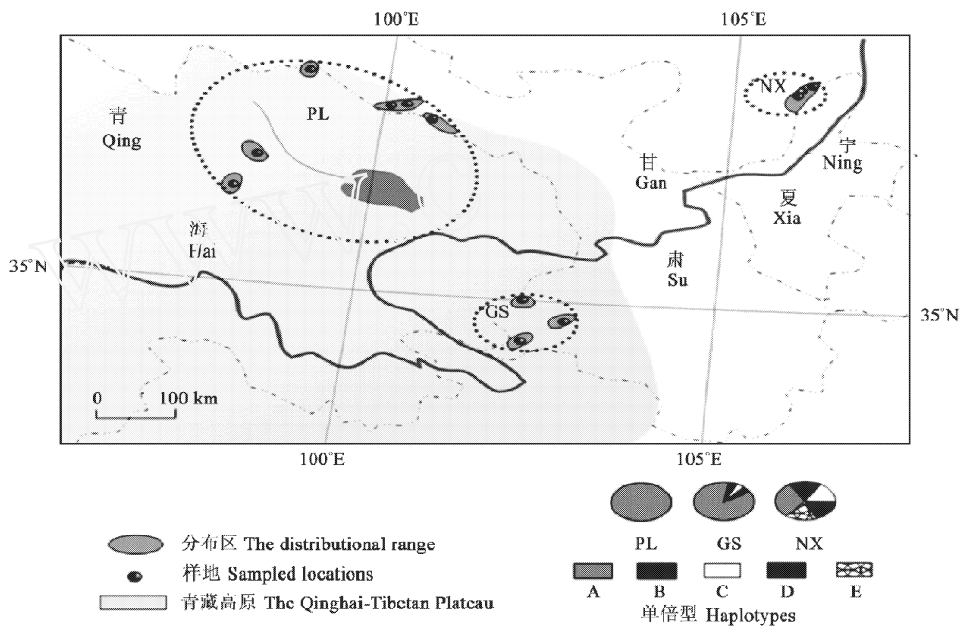 100°E 105°E
NX
PL
青
Qing
宁
Ning
甘
Gan
夏
Xia
海
Hai
肃
Su
35°N
GS
35°N
0 100 km
100°E 105°E
PL GS NX
分布区 The distributional range
样地 Sampled locations
青藏高原 The Qinghai-Tibetan Plateau
A B C D E
单倍型 Haplotypes